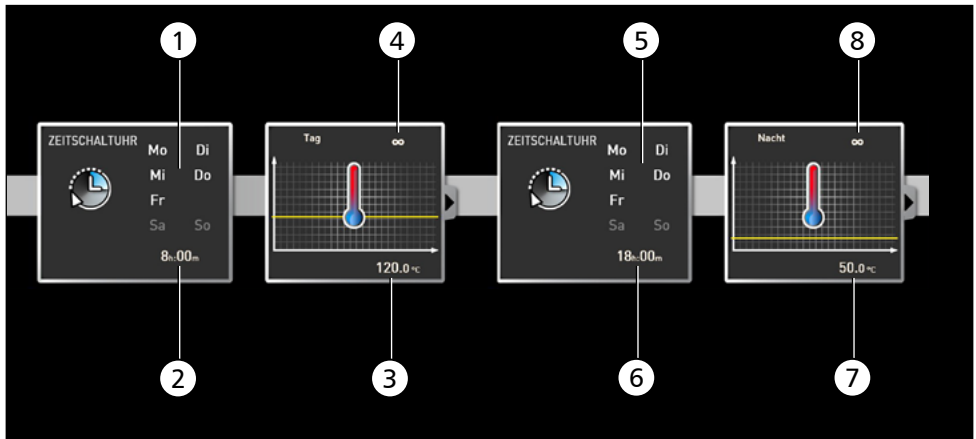 1
4
5
8
ZEITSCHALTUHR
Mo Di
Mi Do
Fr
Sa So
8h:00m
Tag ∞
120.0 °C
ZEITSCHALTUHR
Mo Di
Mi Do
Fr
Sa So
18h:00m
Nacht ∞
50.0 °C
2
3
6
7